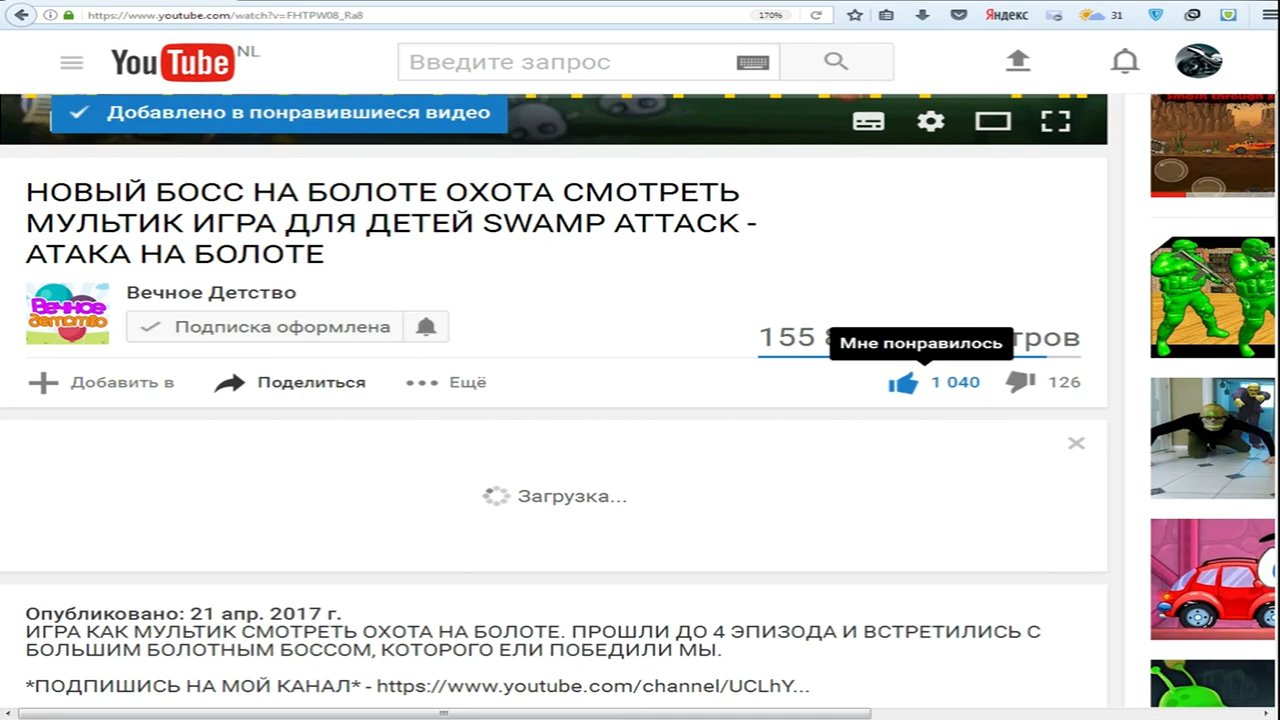 https://www.youtube.com/watch?v=FHTPW08_Ra8
170%
Яндекс
31
YouTube NL
Введите запрос
Добавлено в понравившиеся видео
НОВЫЙ БОСС НА БОЛОТЕ ОХОТА СМОТРЕТЬ
МУЛЬТИК ИГРА ДЛЯ ДЕТЕЙ SWAMP ATTACK -
АТАКА НА БОЛОТЕ
Вечное детство
Вечное Детство
Подписка оформлена
155
Мне понравилось
тров
Добавить в
Поделиться
Ещё
1 040
126
Загрузка...
Опубликовано: 21 апр. 2017 г.
ИГРА КАК МУЛЬТИК СМОТРЕТЬ ОХОТА НА БОЛОТЕ. ПРОШЛИ ДО 4 ЭПИЗОДА И ВСТРЕТИЛИСЬ С
БОЛЬШИМ БОЛОТНЫМ БОССОМ, КОТОРОГО ЕЛИ ПОБЕДИЛИ МЫ.
*ПОДПИШИСЬ НА МОЙ КАНАЛ* - https://www.youtube.com/channel/UCLhY...